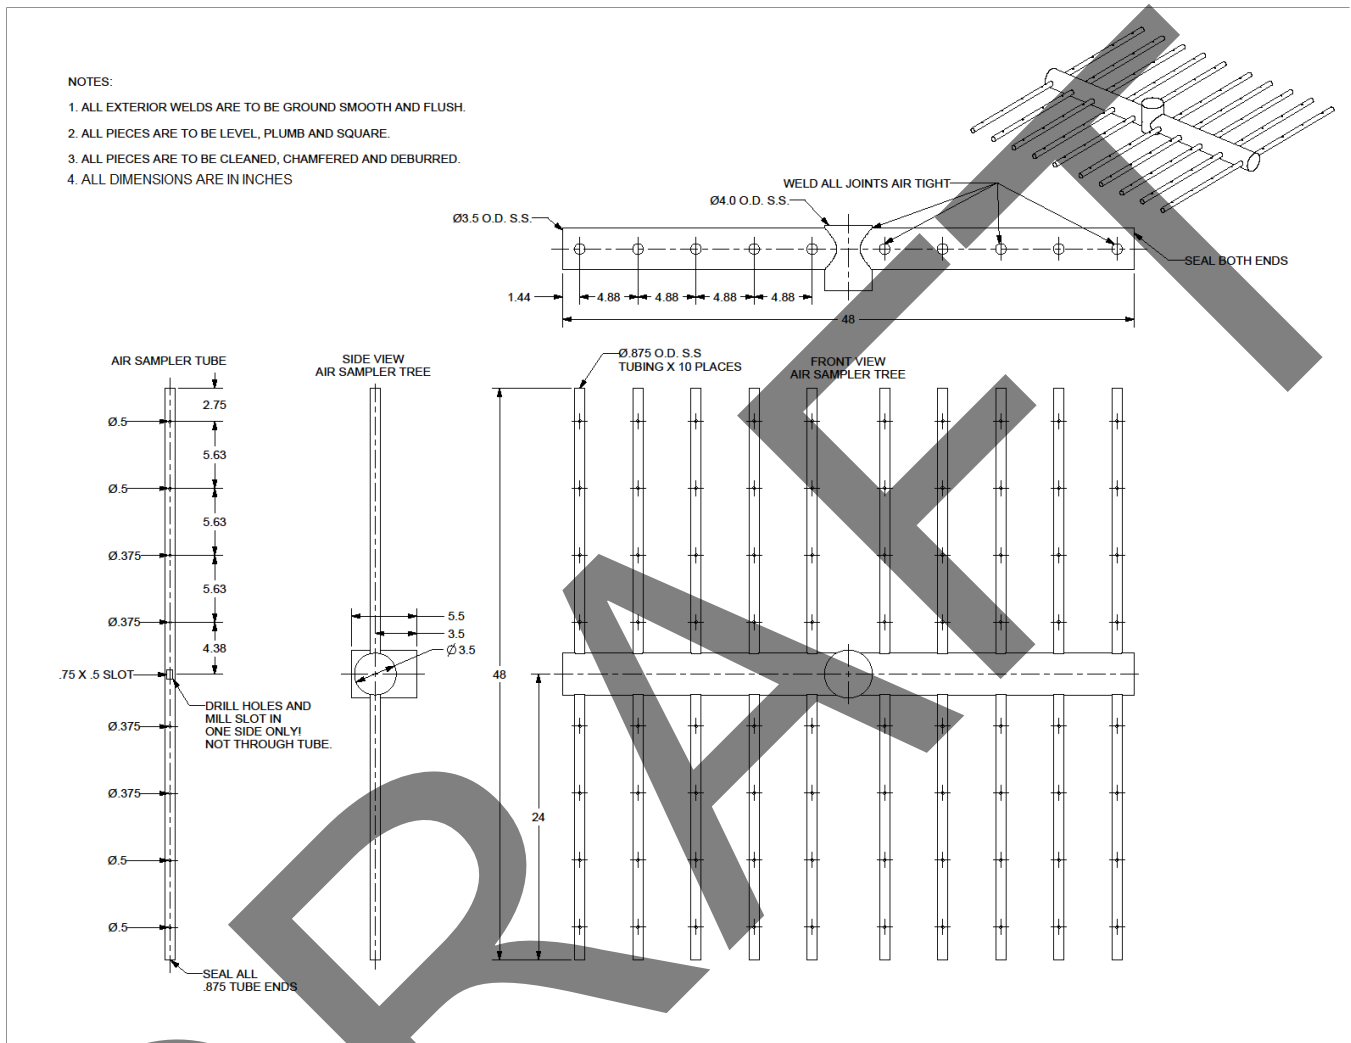 NOTES:
1. ALL EXTERIOR WELDS ARE TO BE GROUND SMOOTH AND FLUSH.
2. ALL PIECES ARE TO BE LEVEL, PLUMB AND SQUARE.
3. ALL PIECES ARE TO BE CLEANED, CHAMFERED AND DEBURRED.
4. ALL DIMENSIONS ARE IN INCHES
WELD ALL JOINTS AIR TIGHT
Ø4.0 O.D. S.S.
Ø3.5 O.D. S.S.
SEAL BOTH ENDS
1.44
4.88
4.88
4.88
4.88
48
AIR SAMPLER TUBE
SIDE VIEW
AIR SAMPLER TREE
Ø.875 O.D. S.S
TUBING X 10 PLACES
FRONT VIEW
AIR SAMPLER TREE
2.75
Ø.5
5.63
Ø.5
5.63
Ø.375
5.63
Ø.375
4.38
.75 X .5 SLOT
DRILL HOLES AND
MILL SLOT IN
ONE SIDE ONLY!
NOT THROUGH TUBE.
Ø.375
Ø.375
Ø.5
Ø.5
SEAL ALL
.875 TUBE ENDS
5.5
3.5
Ø3.5
48
24
DRAFT